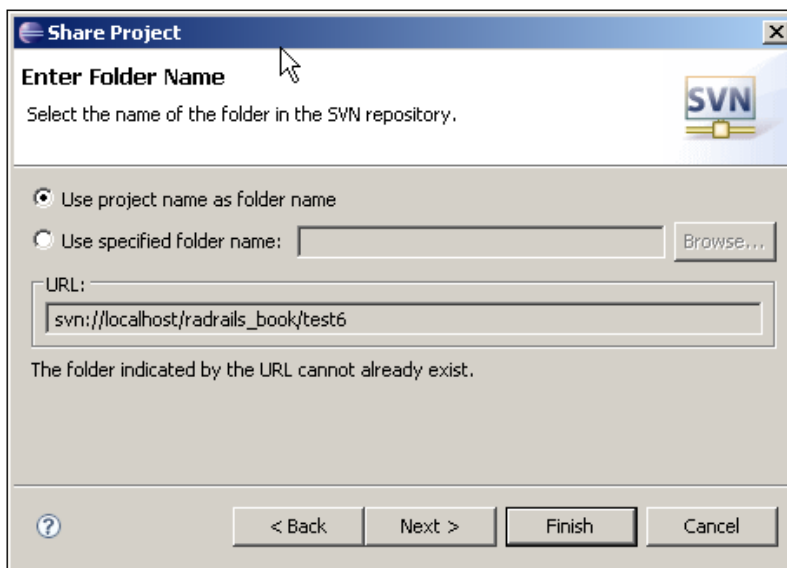 Share Project
Enter Folder Name
Select the name of the folder in the SVN repository.
SVN
Use project name as folder name
Use specified folder name:
Browse...
URL:
svn://localhost/radrails_book/test6
The folder indicated by the URL cannot already exist.
?
< Back
Next >
Finish
Cancel